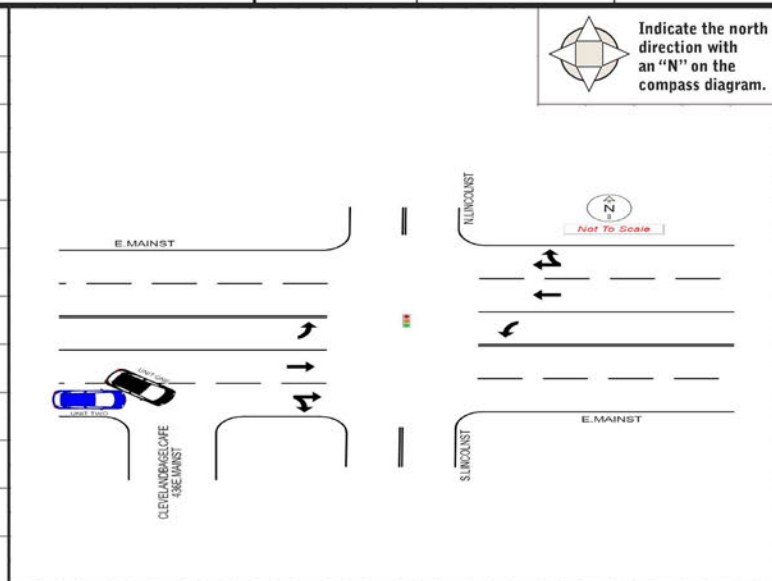 Indicate the north
direction with
an “N” on the
compass diagram.
N.LINCOLNST
N
Not To Scale
E.MAINST
UNIT ONE
UNIT TWO
E.MAINST
CLEVELANDBAGELCAFE
436E.MAINST
S.LINCOLNST